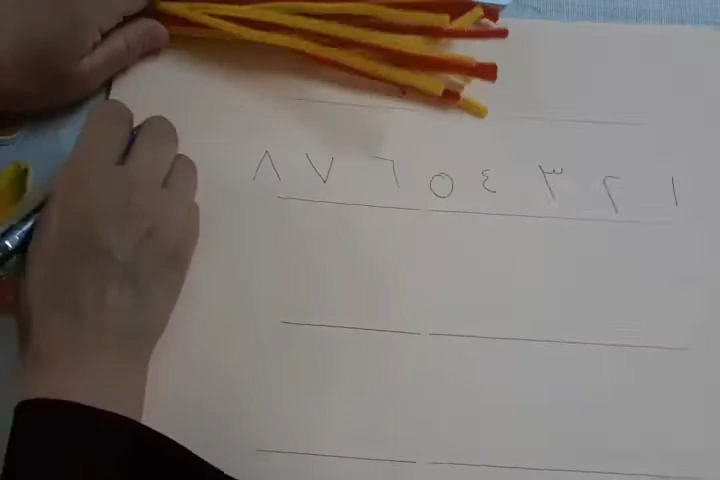 ١ ٢ ٣ ٤ ٥ ٦ ٧ ٨